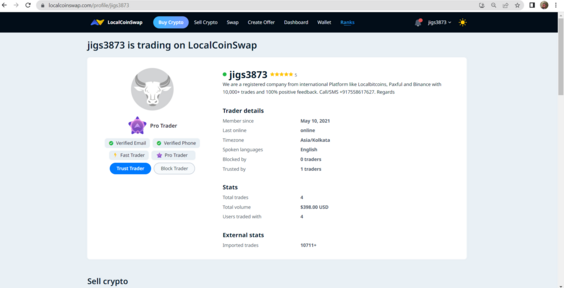 localcoinswap.com/profile/jigs3873
LocalCoinSwap
Buy Crypto
Sell Crypto
Swap
Create Offer
Dashboard
Wallet
Ranks
jigs3873
jigs3873 is trading on LocalCoinSwap
jigs3873 5
We are a registered company from International Platform like Localbitcoins, Paxful and Binance with
10,000+ trades and 100% positive feedback. Call/SMS +917558617627. Regards
Pro Trader
Verified Email
Verified Phone
Fast Trader
Pro Trader
Trust Trader
Block Trader
Trader details
Member since May 10, 2021
Last online online
Timezone Asia/Kolkata
Spoken languages English
Blocked by 0 traders
Trusted by 1 traders
Stats
Total trades 4
Total volume $398.00 USD
Users traded with 4
External stats
Imported trades 10711+
Sell crypto